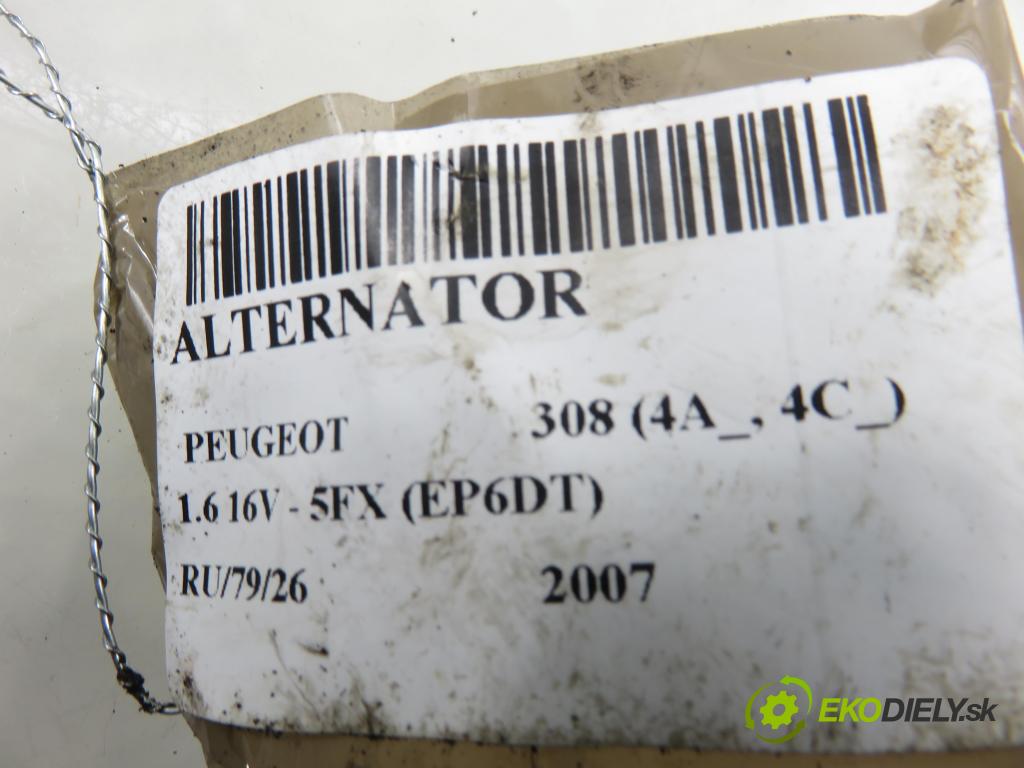 ALTERNATOR
PEUGEOT 308 (4A_, 4C_)
1.6 16V - 5FX (EP6DT)
RU/79/26 2007
EKODIELY.sk